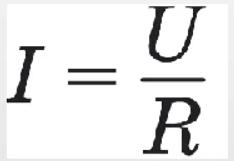 I = U/R